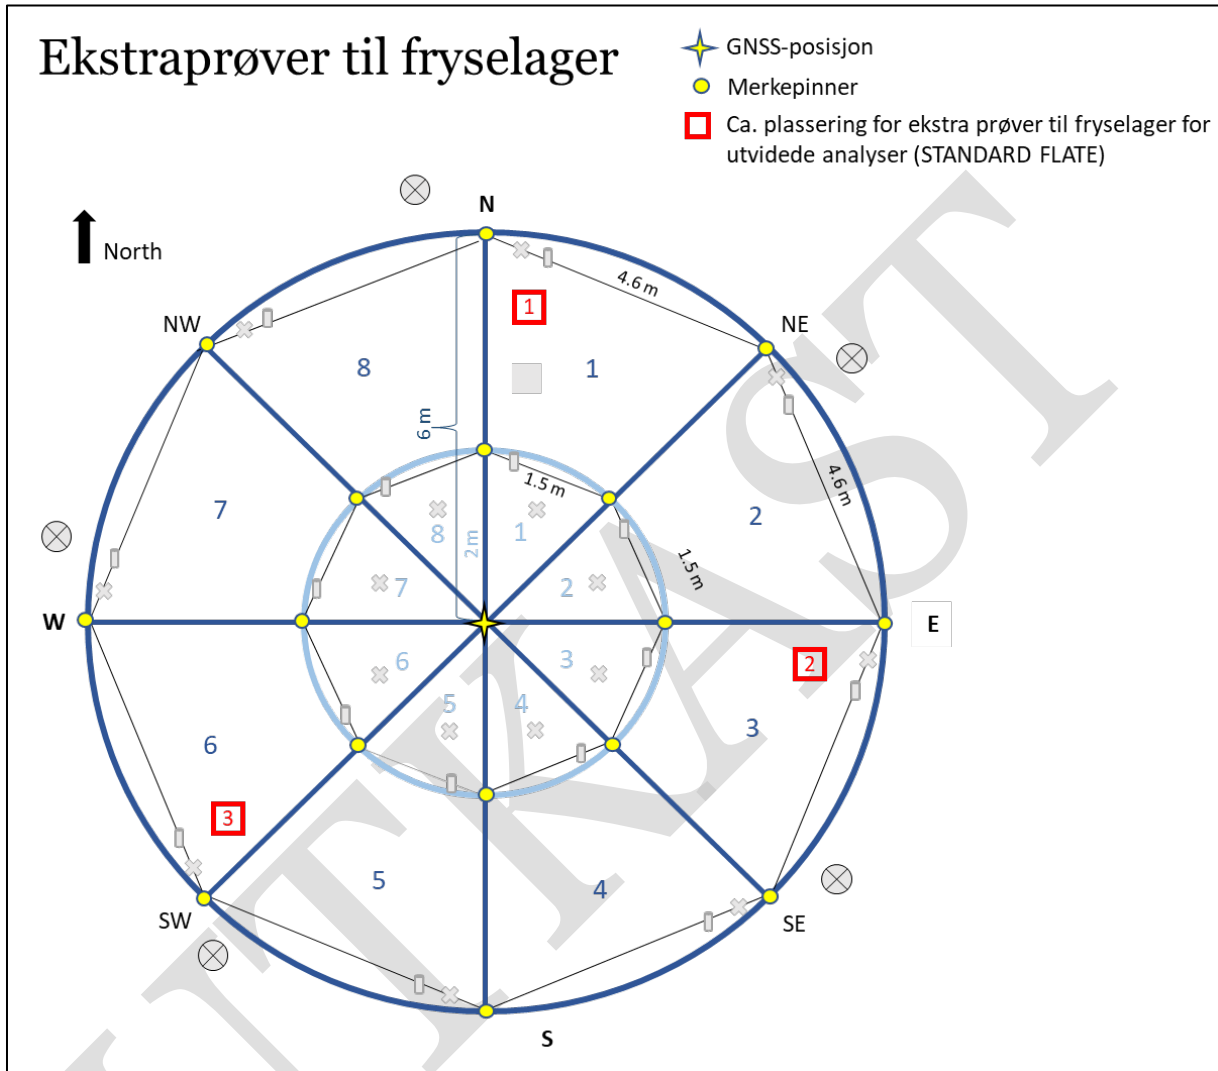 Ekstraprøver til fryselager
GNSS-posisjon
Merkepinner
Ca. plassering for ekstra prøver til fryselager for
utvidede analyser (STANDARD FLATE)
North
N
NW
NE
4.6 m
1
8
1
6 m
7
2
4.6 m
1.5 m
8
1
2 m
1.5 m
7
2
W
E
6
3
2
5
4
6
3
3
5
4
SW
SE
S
UTKAST